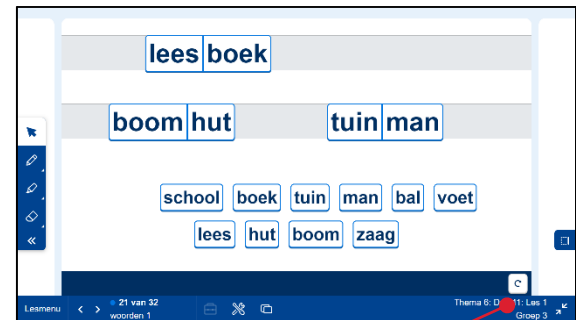 lees boek
boom hut tuin man
school boek tuin man bal voet
lees hut boom zaag
Lesmenu 21 van 32
woorden 1
Thema 6: 11: Les 1
Groep 3